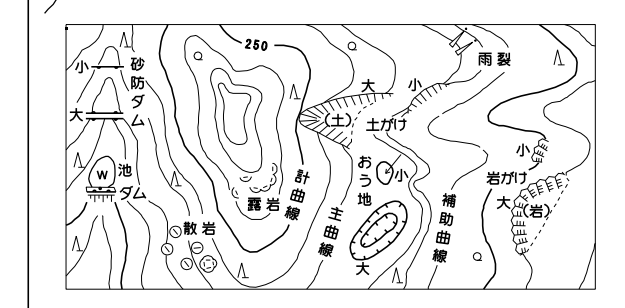 250
小
砂防ダム
大
W
池
ダム
散岩
露岩
計曲線
主曲線
大
(土)
小
土がけ
おう地
小
大
補助曲線
雨裂
小
岩がけ
大
(岩)